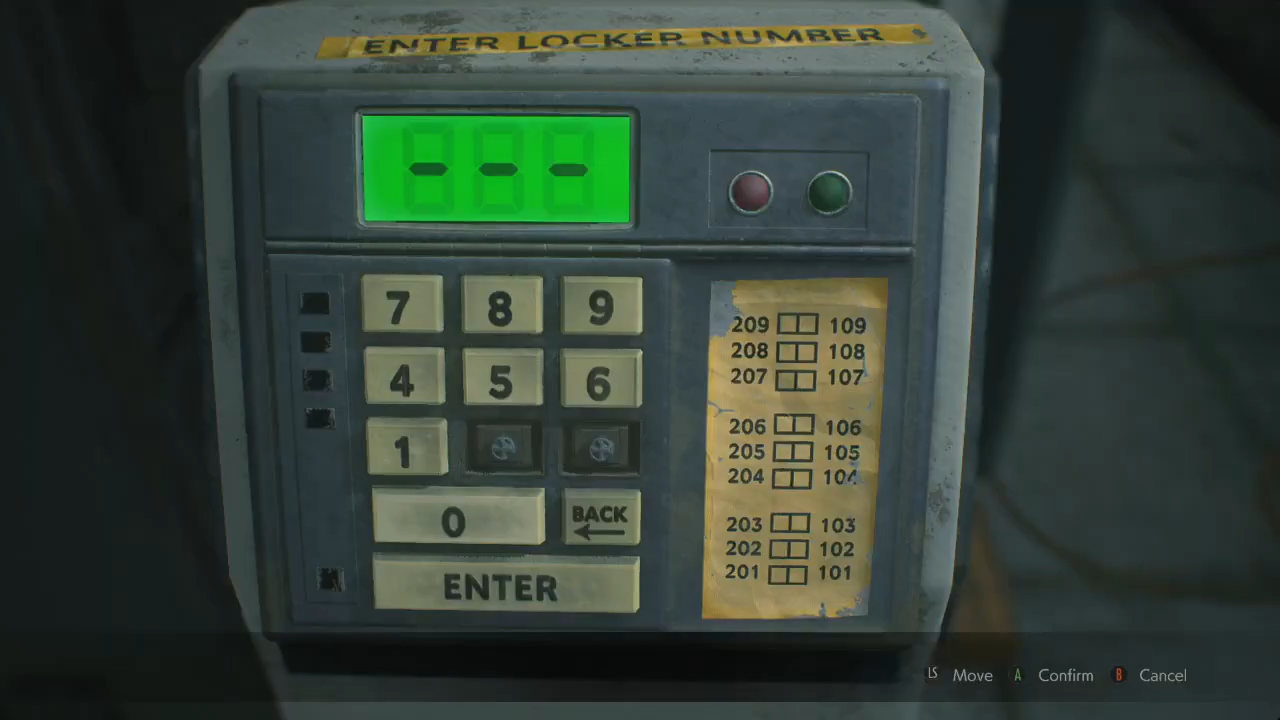 ENTER LOCKER NUMBER
- - -
7 8 9
4 5 6
1
0 BACK
ENTER
209 109
208 108
207 107
206 106
205 105
204 104
203 103
202 102
201 101
LS Move A Confirm B Cancel